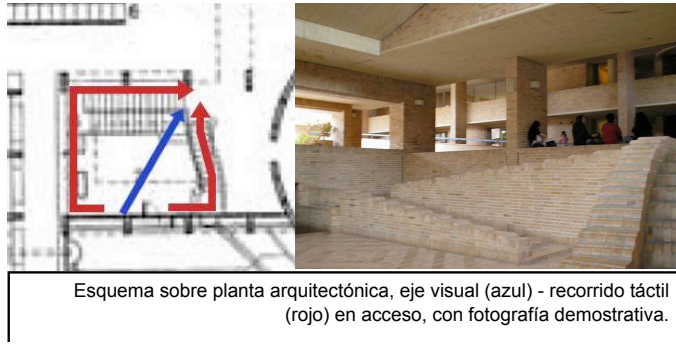 Esquema sobre planta arquitectónica, eje visual (azul) - recorrido táctil
(rojo) en acceso, con fotografía demostrativa.